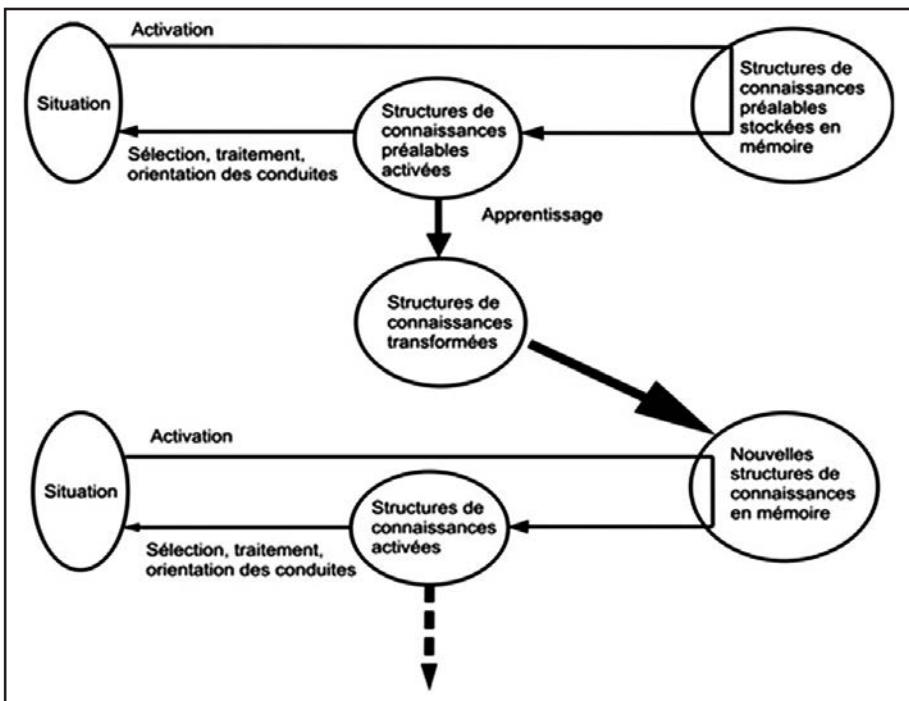 Activation
Situation
Structures de
connaissances
préalables
activées
Structures de
connaissances
préalables
stockées en
mémoire
Sélection, traitement,
orientation des conduites
Apprentissage
Structures de
connaissances
transformées
Activation
Situation
Structures de
connaissances
activées
Nouvelles
structures de
connaissances
en mémoire
Sélection, traitement,
orientation des conduites